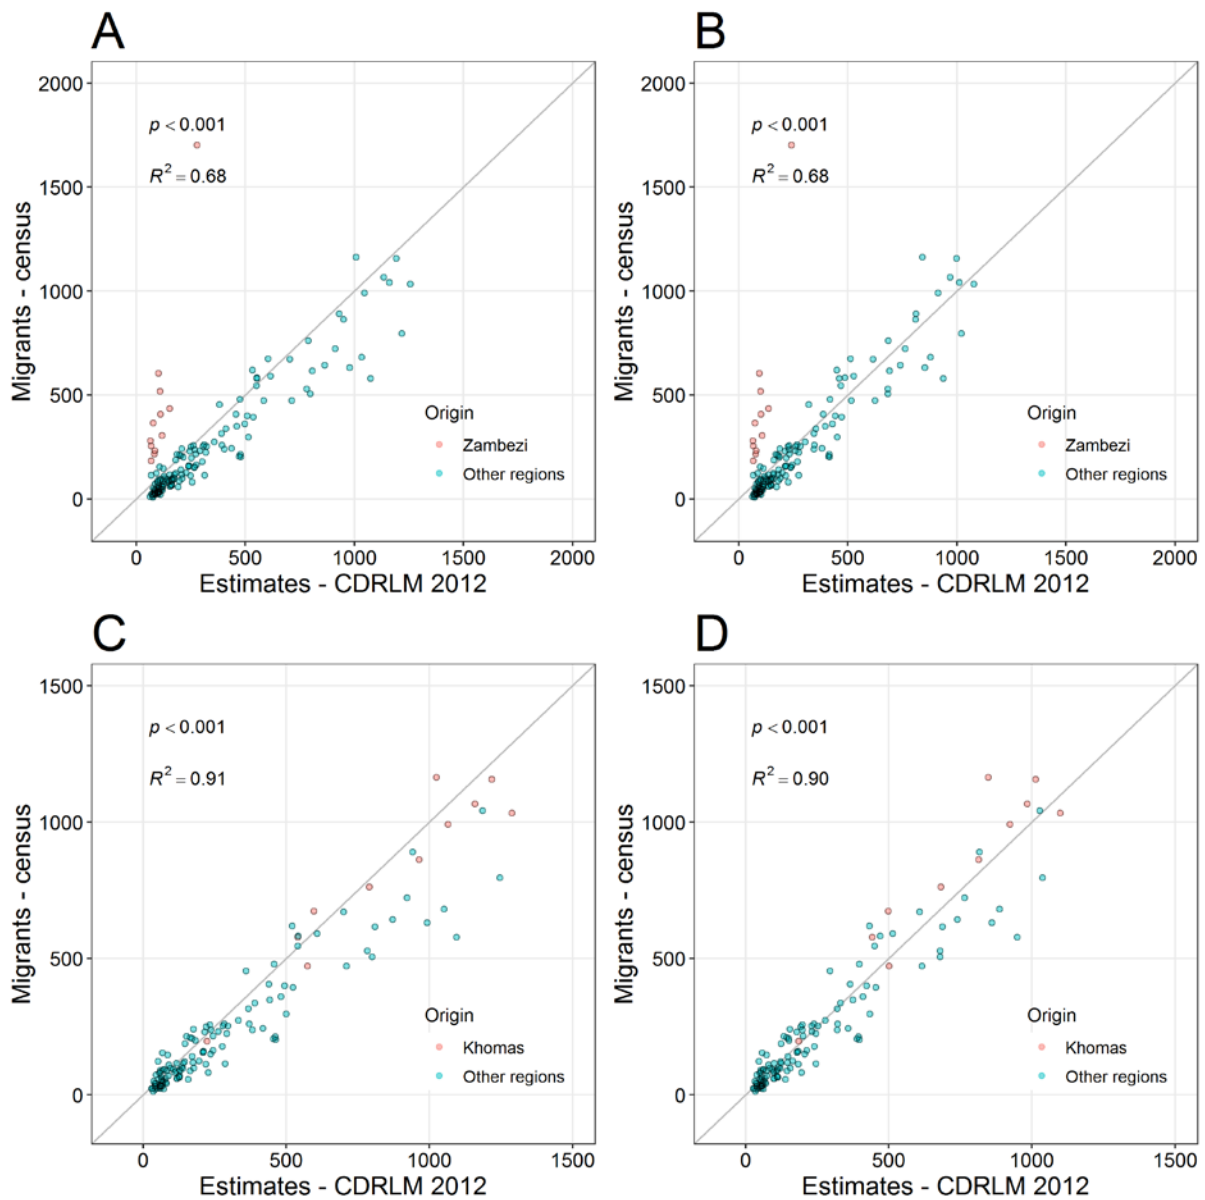 A
2000
1500
1000
500
0
Migrants - census
p < 0.001
R² = 0.68
Origin
Zambezi
Other regions
0 500 1000 1500 2000
Estimates - CDRLM 2012
B
2000
1500
1000
500
0
Migrants - census
p < 0.001
R² = 0.68
Origin
Zambezi
Other regions
0 500 1000 1500 2000
Estimates - CDRLM 2012
C
1500
1000
500
0
Migrants - census
p < 0.001
R² = 0.91
Origin
Khomas
Other regions
0 500 1000 1500
Estimates - CDRLM 2012
D
1500
1000
500
0
Migrants - census
p < 0.001
R² = 0.90
Origin
Khomas
Other regions
0 500 1000 1500
Estimates - CDRLM 2012